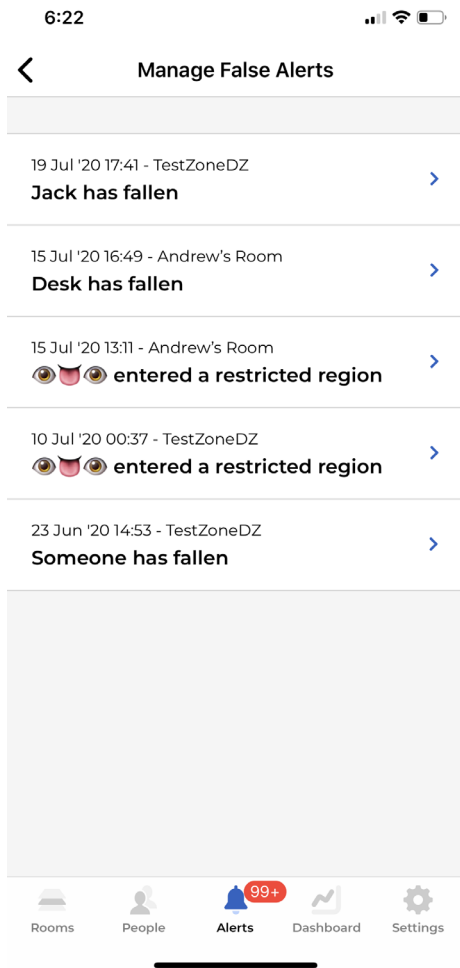 6:22
Manage False Alerts
19 Jul '20 17:41 - TestZoneDZ
Jack has fallen
15 Jul '20 16:49 - Andrew's Room
Desk has fallen
15 Jul '20 13:11 - Andrew's Room
👁️👅👁️ entered a restricted region
10 Jul '20 00:37 - TestZoneDZ
👁️👅👁️ entered a restricted region
23 Jun '20 14:53 - TestZoneDZ
Someone has fallen
99+
Rooms People Alerts Dashboard Settings